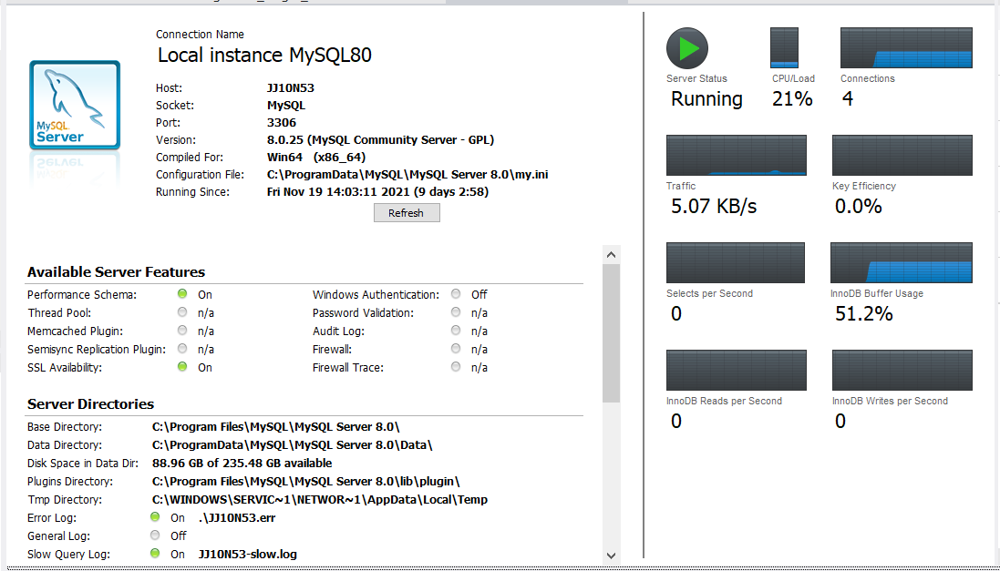 Connection Name
Local instance MySQL80
MySQL
Server
Host: JJ10N53
Socket: MySQL
Port: 3306
Version: 8.0.25 (MySQL Community Server - GPL)
Compiled For: Win64 (x86_64)
Configuration File: C:\ProgramData\MySQL\MySQL Server 8.0\my.ini
Running Since: Fri Nov 19 14:03:11 2021 (9 days 2:58)
Refresh
Available Server Features
Performance Schema: On Windows Authentication: Off
Thread Pool: n/a Password Validation: n/a
Memcached Plugin: n/a Audit Log: n/a
Semisync Replication Plugin: n/a Firewall: n/a
SSL Availability: On Firewall Trace: n/a
Server Directories
Base Directory: C:\Program Files\MySQL\MySQL Server 8.0\
Data Directory: C:\ProgramData\MySQL\MySQL Server 8.0\Data\
Disk Space in Data Dir: 88.96 GB of 235.48 GB available
Plugins Directory: C:\Program Files\MySQL\MySQL Server 8.0\lib\plugin\
Tmp Directory: C:\WINDOWS\SERVIC~1\NETWOR~1\AppData\Local\Temp
Error Log: On .\JJ10N53.err
General Log: Off
Slow Query Log: On JJ10N53-slow.log
Server Status CPU/Load Connections
Running 21% 4
Traffic Key Efficiency
5.07 KB/s 0.0%
Selects per Second InnoDB Buffer Usage
0 51.2%
InnoDB Reads per Second InnoDB Writes per Second
0 0